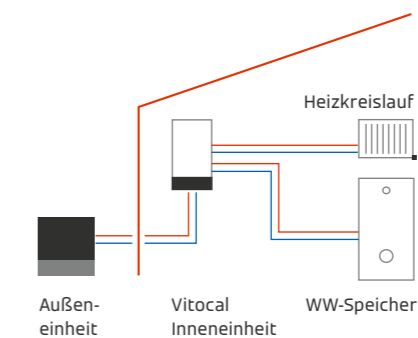 Heizkreislauf
Außen-
einheit
Vitocal
Inneneinheit
WW-Speicher